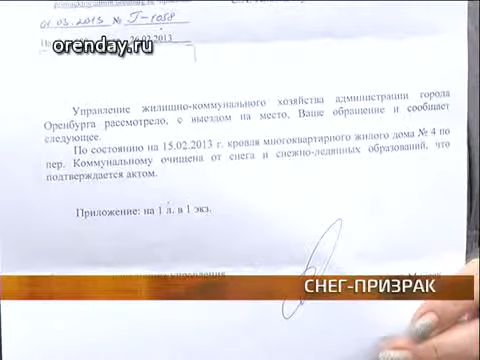 01.03.2013 № Т-1058
26.02.2013
orenday.ru
Управление жилищно-коммунального хозяйства администрации города
Оренбурга рассмотрело, с выездом на место, Ваше обращение и сообщает
следующее.
По состоянию на 15.02.2013 г. кровля многоквартирного жилого дома № 4 по
пер. Коммунальному очищена от снега и снежно-ледянных образований, что
подтверждается актом.
Приложение: на 1 л. в 1 экз.
управления
СНЕГ-ПРИЗРАК